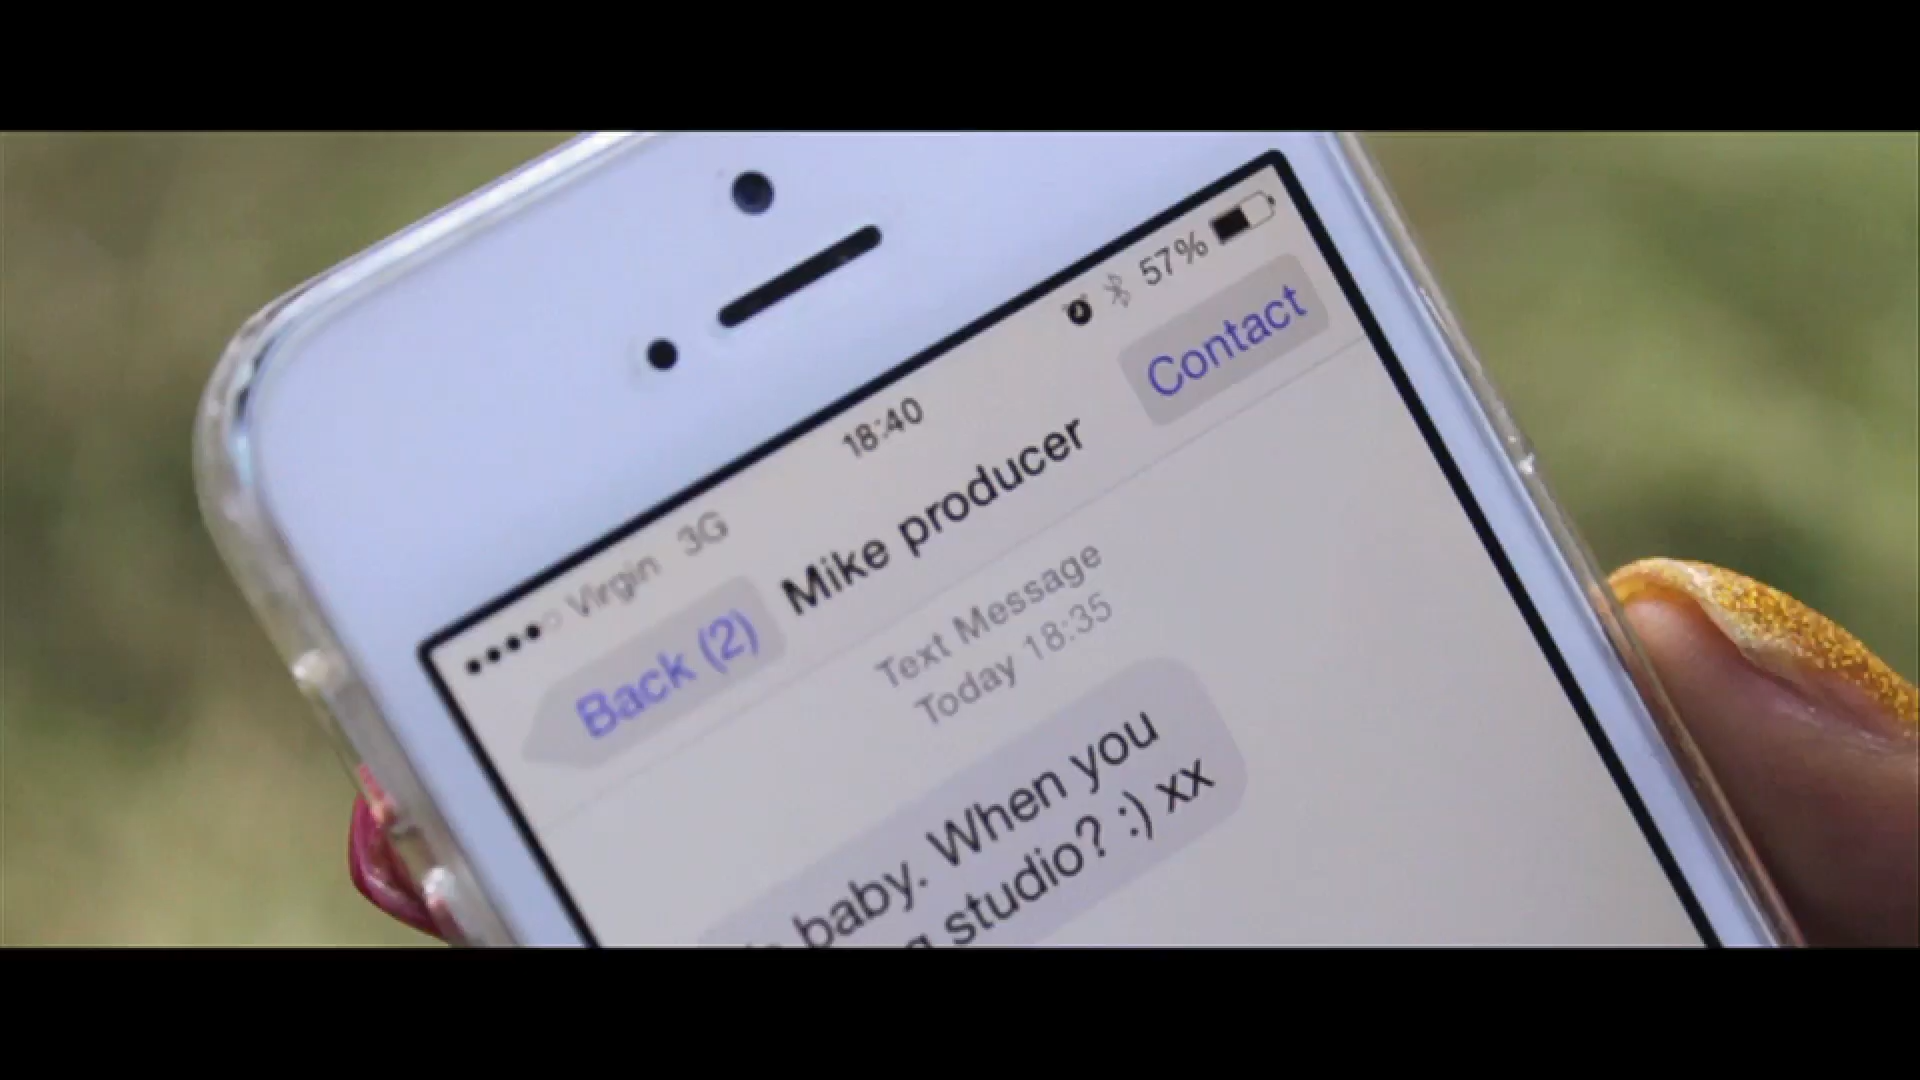 Virgin 3G 18:40 57%
Back (2) Mike producer Contact
Text Message
Today 18:35
baby. When you
studio? :) xx